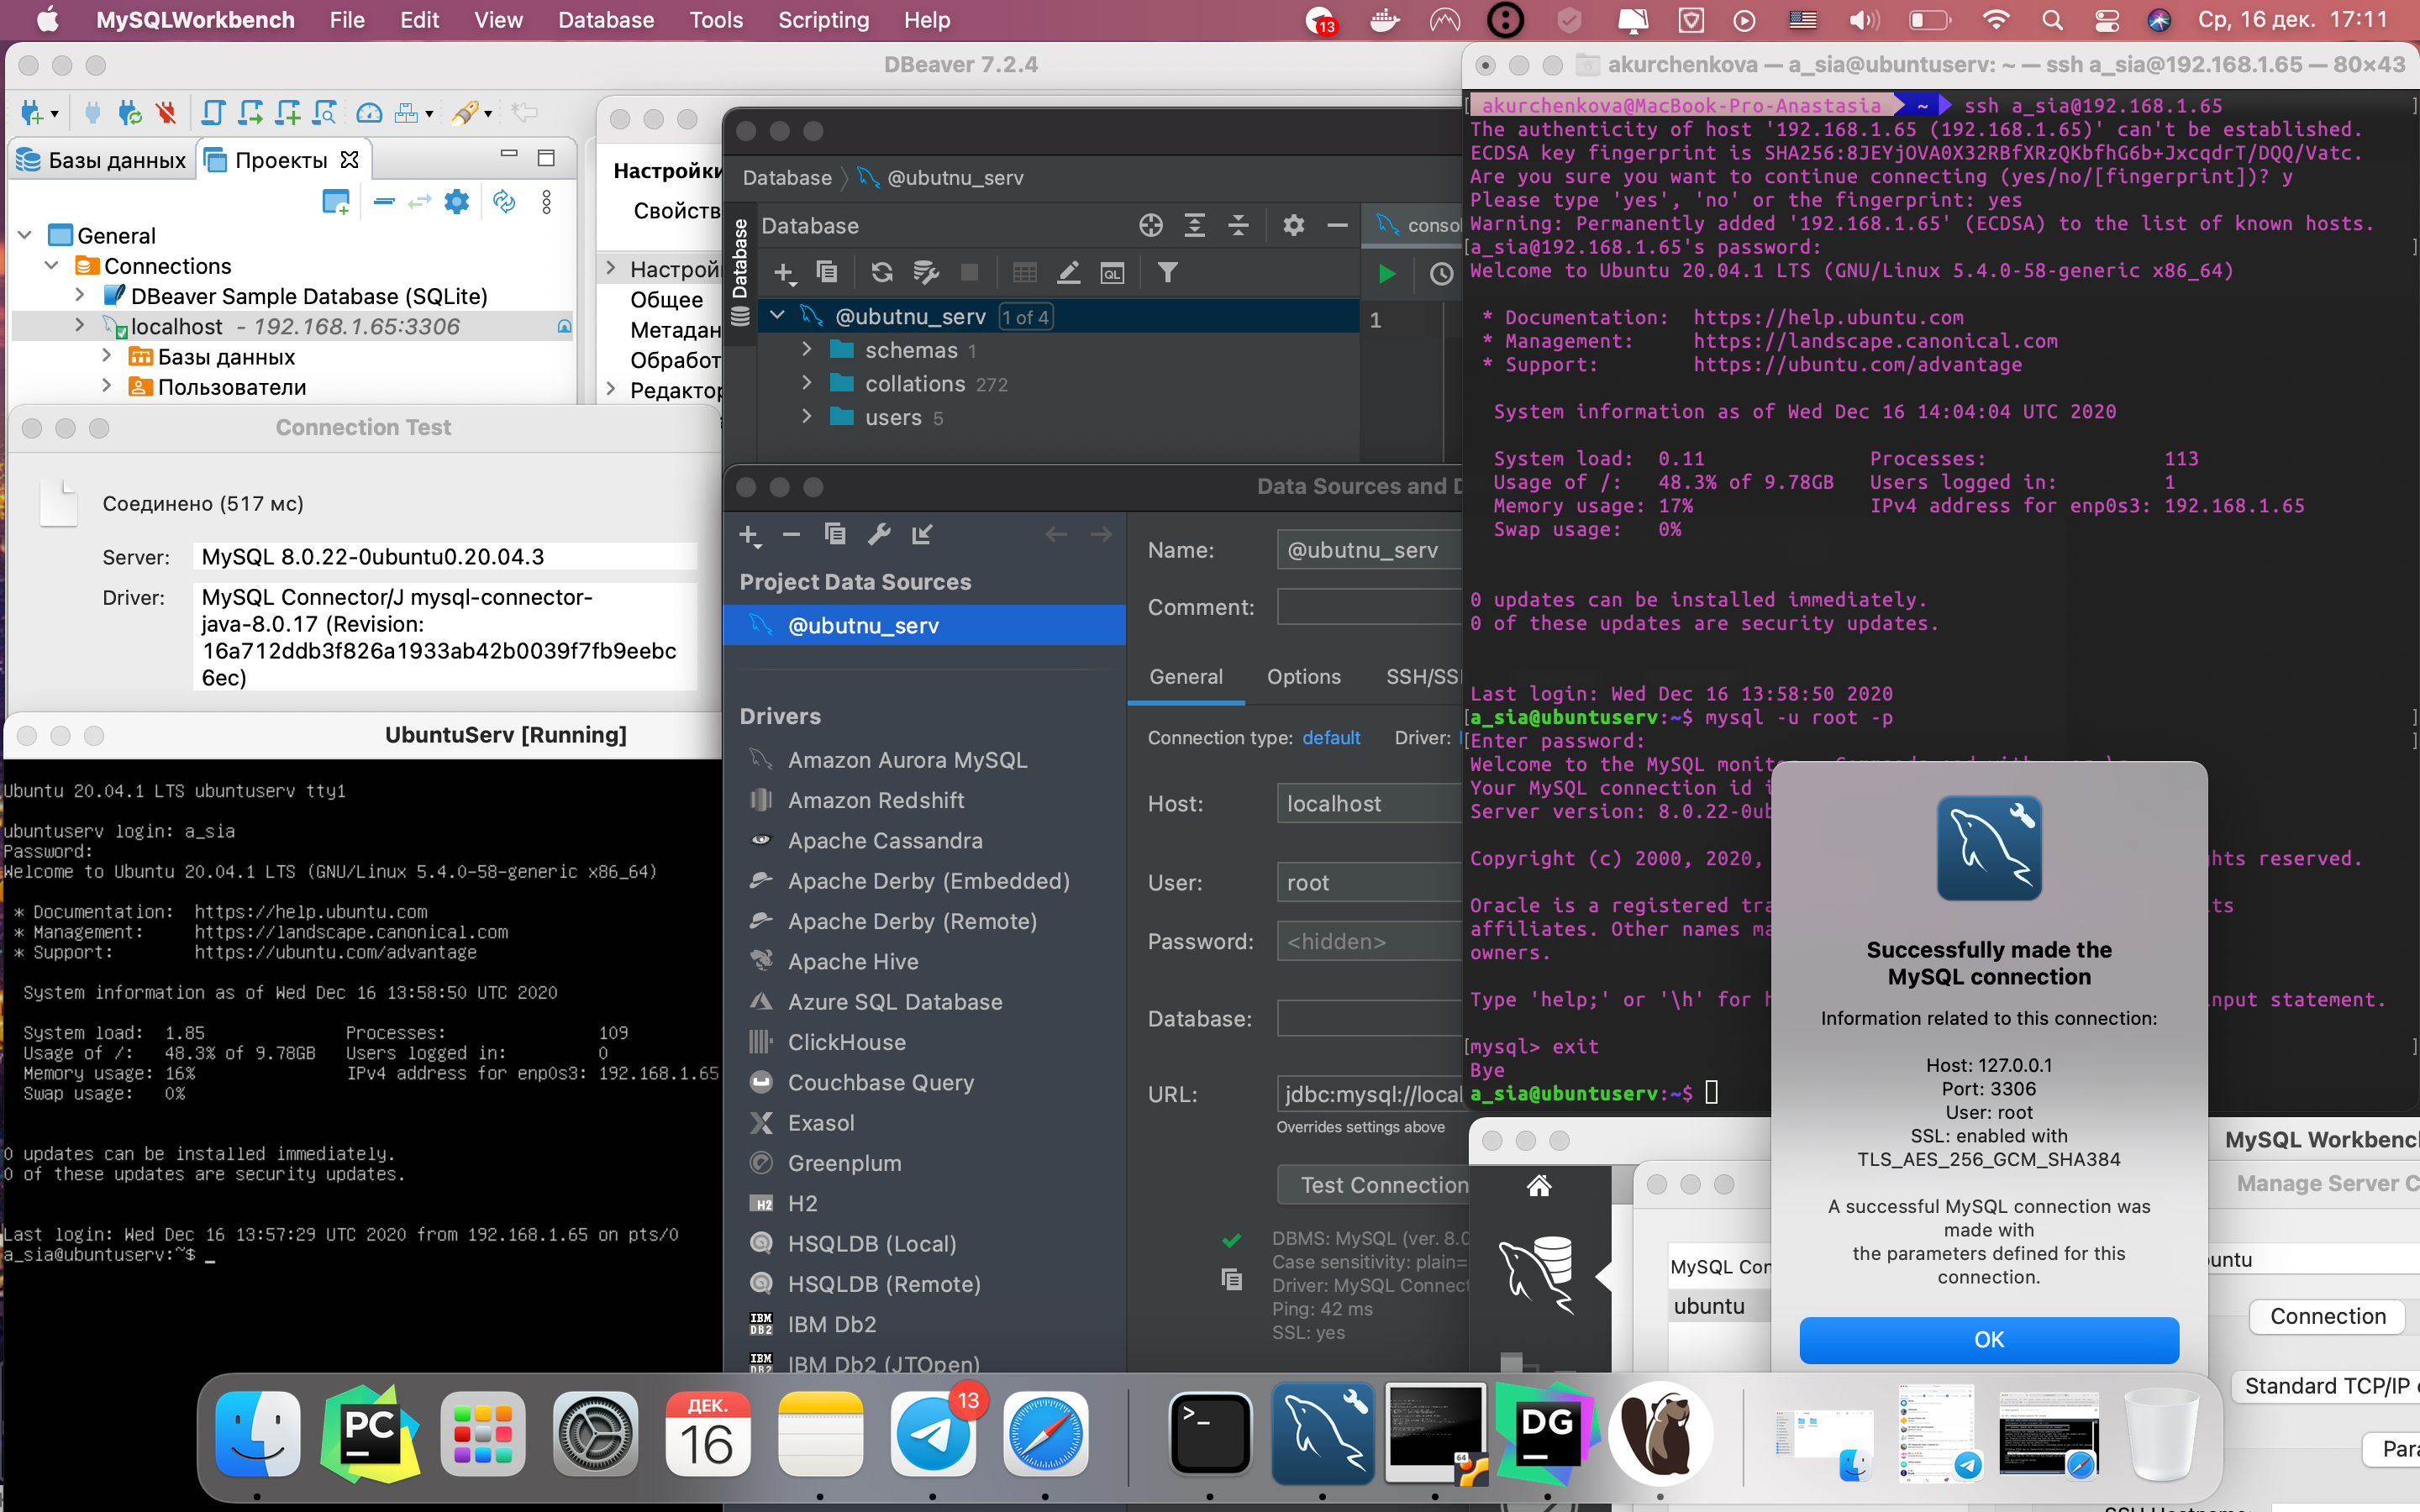 MySQLWorkbench File Edit View Database Tools Scripting Help 13 Ср, 16 дек. 17:11
DBeaver 7.2.4
Базы данных Проекты
General
Connections
DBeaver Sample Database (SQLite)
localhost - 192.168.1.65:3306
Базы данных
Пользователи
Настройки
Свойств
Настрой
Общее
Метадан
Обработ
Редактор
Connection Test
Соединено (517 мс)
Server: MySQL 8.0.22-0ubuntu0.20.04.3
Driver: MySQL Connector/J mysql-connector-
java-8.0.17 (Revision:
16a712ddb3f826a1933ab42b0039f7fb9eebc
6ec)
UbuntuServ [Running]
Ubuntu 20.04.1 LTS ubuntuserv tty1
ubuntuserv login: a_sia
Password:
Welcome to Ubuntu 20.04.1 LTS (GNU/Linux 5.4.0-58-generic x86_64)
* Documentation: https://help.ubuntu.com
* Management: https://landscape.canonical.com
* Support: https://ubuntu.com/advantage
System information as of Wed Dec 16 13:58:50 UTC 2020
System load: 1.85 Processes: 109
Usage of /: 48.3% of 9.78GB Users logged in: 0
Memory usage: 16% IPv4 address for enp0s3: 192.168.1.65
Swap usage: 0%
0 updates can be installed immediately.
0 of these updates are security updates.
Last login: Wed Dec 16 13:57:29 UTC 2020 from 192.168.1.65 on pts/0
a_sia@ubuntuserv:~$ _
Database @ubutnu_serv
Database
Database
conso
QL
@ubutnu_serv 1 of 4
1
schemas 1
collations 272
users 5
Data Sources and D
Project Data Sources
@ubutnu_serv
Drivers
Amazon Aurora MySQL
Amazon Redshift
Apache Cassandra
Apache Derby (Embedded)
Apache Derby (Remote)
Apache Hive
Azure SQL Database
ClickHouse
Couchbase Query
Exasol
Greenplum
H2 H2
HSQLDB (Local)
HSQLDB (Remote)
IBM DB2 IBM Db2
IBM DB2 IBM Db2 (JTOpen)
Name: @ubutnu_serv
Comment:
General Options SSH/SSL
Connection type: default Driver:
Host: localhost
User: root
Password: <hidden>
Database:
URL: jdbc:mysql://local
Overrides settings above
Test Connection
DBMS: MySQL (ver. 8.0
Case sensitivity: plain=
Driver: MySQL Connect
Ping: 42 ms
SSL: yes
akurchenkova — a_sia@ubuntuserv: ~ — ssh a_sia@192.168.1.65 — 80×43
[ akurchenkova@MacBook-Pro-Anastasia ~ ssh a_sia@192.168.1.65 ]
The authenticity of host '192.168.1.65 (192.168.1.65)' can't be established.
ECDSA key fingerprint is SHA256:8JEYjOVA0X32RBfXRzQKbfhG6b+JxcqdrT/DQQ/Vatc.
Are you sure you want to continue connecting (yes/no/[fingerprint])? y
Please type 'yes', 'no' or the fingerprint: yes
Warning: Permanently added '192.168.1.65' (ECDSA) to the list of known hosts.
[a_sia@192.168.1.65's password: ]
Welcome to Ubuntu 20.04.1 LTS (GNU/Linux 5.4.0-58-generic x86_64)
* Documentation: https://help.ubuntu.com
* Management: https://landscape.canonical.com
* Support: https://ubuntu.com/advantage
System information as of Wed Dec 16 14:04:04 UTC 2020
System load: 0.11 Processes: 113
Usage of /: 48.3% of 9.78GB Users logged in: 1
Memory usage: 17% IPv4 address for enp0s3: 192.168.1.65
Swap usage: 0%
0 updates can be installed immediately.
0 of these updates are security updates.
Last login: Wed Dec 16 13:58:50 2020
[a_sia@ubuntuserv:~$ mysql -u root -p ]
[Enter password: ]
Welcome to the MySQL monitor.
Your MySQL connection id i
Server version: 8.0.22-0ub
Copyright (c) 2000, 2020, hts reserved.
Oracle is a registered tra ts
affiliates. Other names ma
owners.
Type 'help;' or '\h' for h nput statement.
[mysql> exit ]
Bye
a_sia@ubuntuserv:~$
Successfully made the
MySQL connection
Information related to this connection:
Host: 127.0.0.1
Port: 3306
User: root
SSL: enabled with
TLS_AES_256_GCM_SHA384
A successful MySQL connection was
made with
the parameters defined for this
connection.
OK
MySQL Workbench
Manage Server C
MySQL Con
ubuntu
buntu
Connection
Standard TCP/IP
Para
PC
ДЕК.
16
13
>_
64
DG